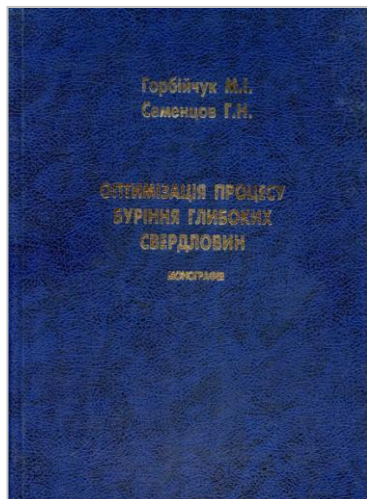 Горбійчук М.І.
Семенцов Г.Н.
ОПТИМІЗАЦІЯ ПРОЦЕСУ
БУРІННЯ ГЛИБОКИХ
СВЕРДЛОВИН
МОНОГРАФІЯ